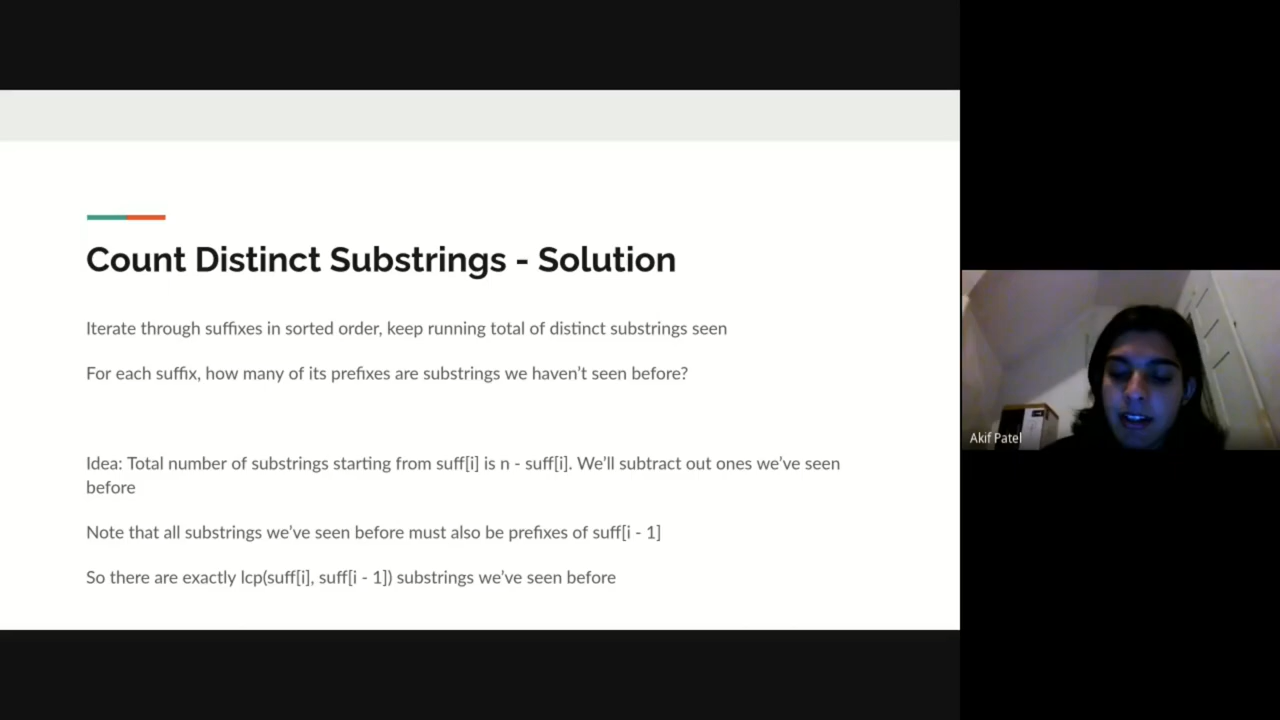 Count Distinct Substrings - Solution
Iterate through suffixes in sorted order, keep running total of distinct substrings seen
For each suffix, how many of its prefixes are substrings we haven’t seen before?
Idea: Total number of substrings starting from suff[i] is n - suff[i]. We’ll subtract out ones we’ve seen
before
Note that all substrings we’ve seen before must also be prefixes of suff[i - 1]
So there are exactly lcp(suff[i], suff[i - 1]) substrings we’ve seen before
Akif Patel